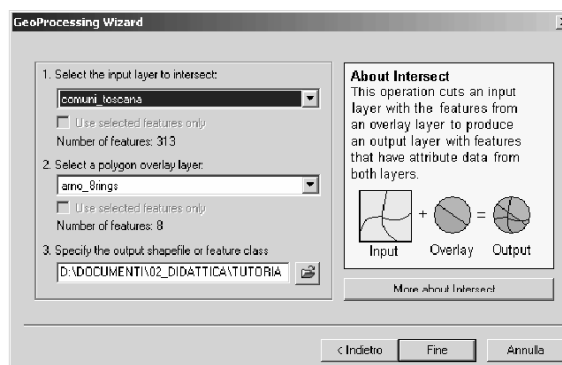 GeoProcessing Wizard
1. Select the input layer to intersect:
comuni_toscana
Use selected features only
Number of features: 313
2. Select a polygon overlay layer:
arno_8rings
Use selected features only
Number of features: 8
3. Specify the output shapefile or feature class
D:\DOCUMENTI\02_DIDATTICA\TUTORIA
About Intersect
This operation cuts an input
layer with the features from
an overlay layer to produce
an output layer with features
that have attribute data from
both layers.
+ =
Input Overlay Output
More about Intersect
< Indietro Fine Annulla